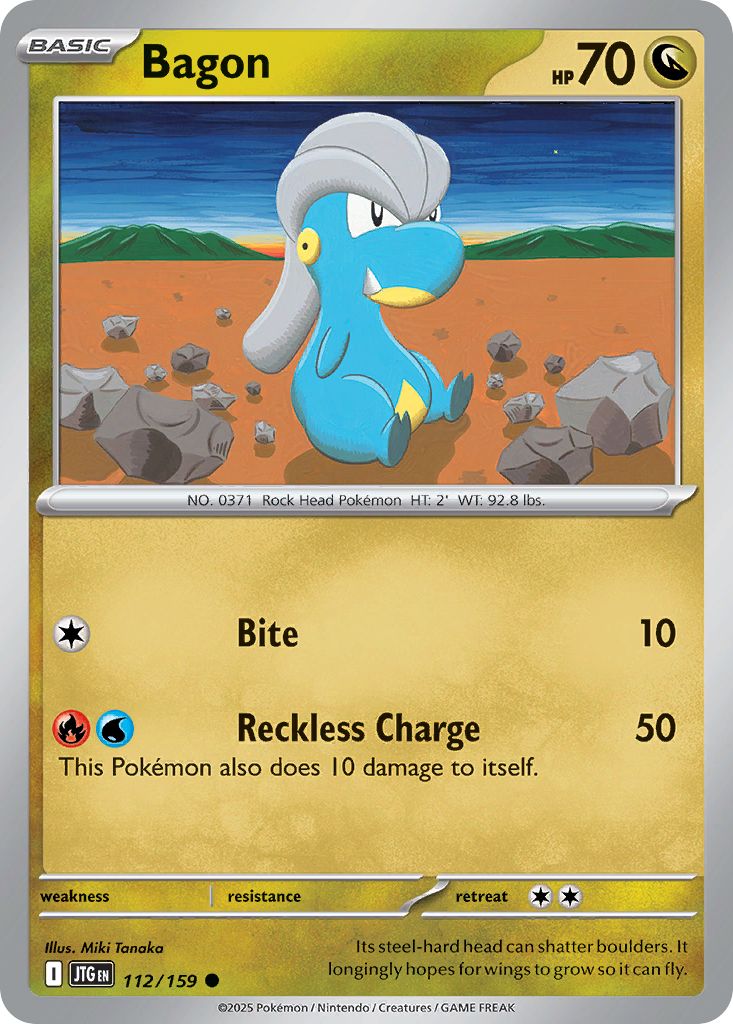 BASIC
Bagon
HP 70
NO. 0371 Rock Head Pokémon HT: 2' WT: 92.8 lbs.
Bite 10
Reckless Charge 50
This Pokémon also does 10 damage to itself.
weakness resistance retreat
Illus. Miki Tanaka
Its steel-hard head can shatter boulders. It
longingly hopes for wings to grow so it can fly.
I JTG EN 112/159
©2025 Pokémon / Nintendo / Creatures / GAME FREAK